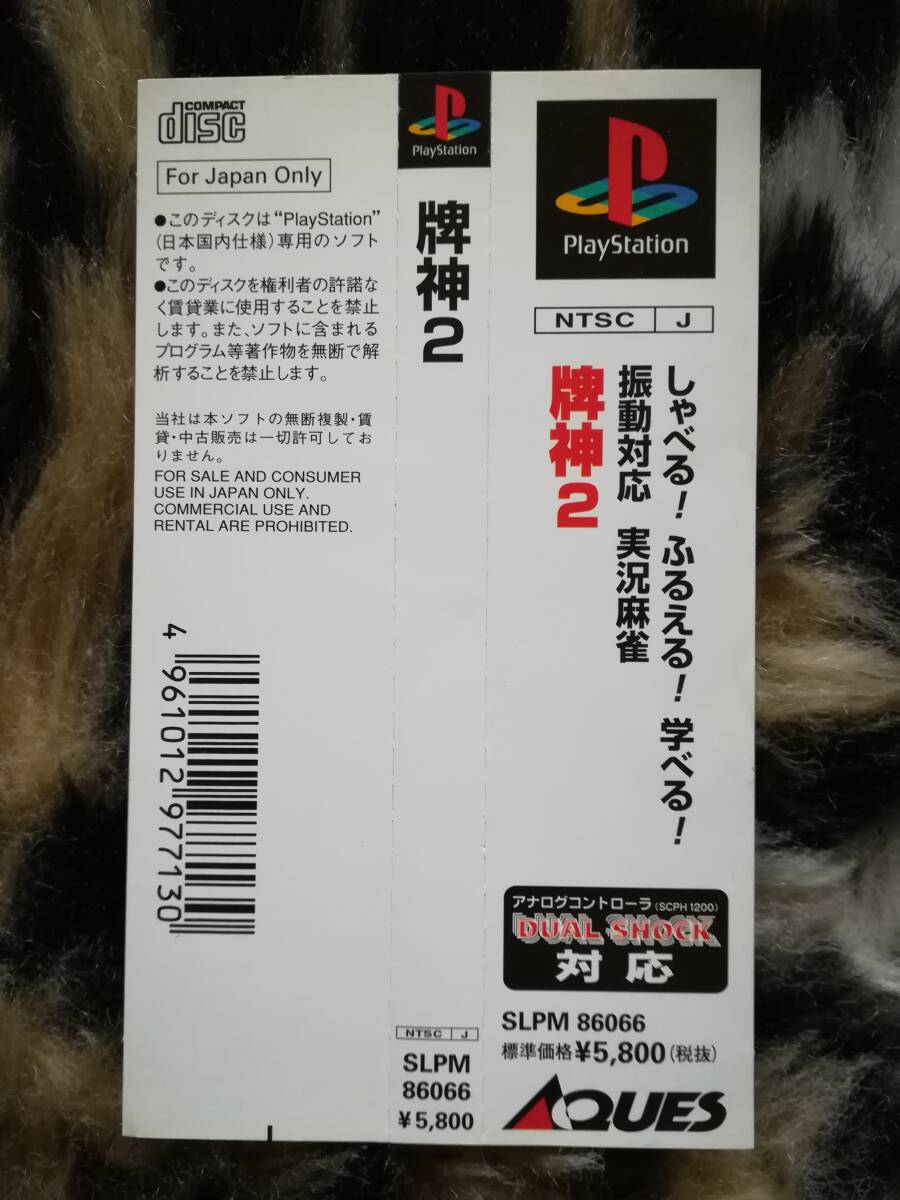 COMPACT
disc
For Japan Only
●このディスクは“PlayStation”
(日本国内仕様)専用のソフト
です。
●このディスクを権利者の許諾な
く賃貸業に使用することを禁止
します。また、ソフトに含まれる
プログラム等著作物を無断で解
析することを禁止します。
当社は本ソフトの無断複製・賃
貸・中古販売は一切許可してお
りません。
FOR SALE AND CONSUMER
USE IN JAPAN ONLY.
COMMERCIAL USE AND
RENTAL ARE PROHIBITED.
4961012977130
PlayStation
牌神2
NTSC J
SLPM
86066
¥5,800
PlayStation
NTSC J
しゃべる!ふるえる!学べる!
振動対応 実況麻雀
牌神2
アナログコントローラ(SCPH 1200)
DUAL SHOCK
対応
SLPM 86066
標準価格¥5,800(税抜)
AQUES